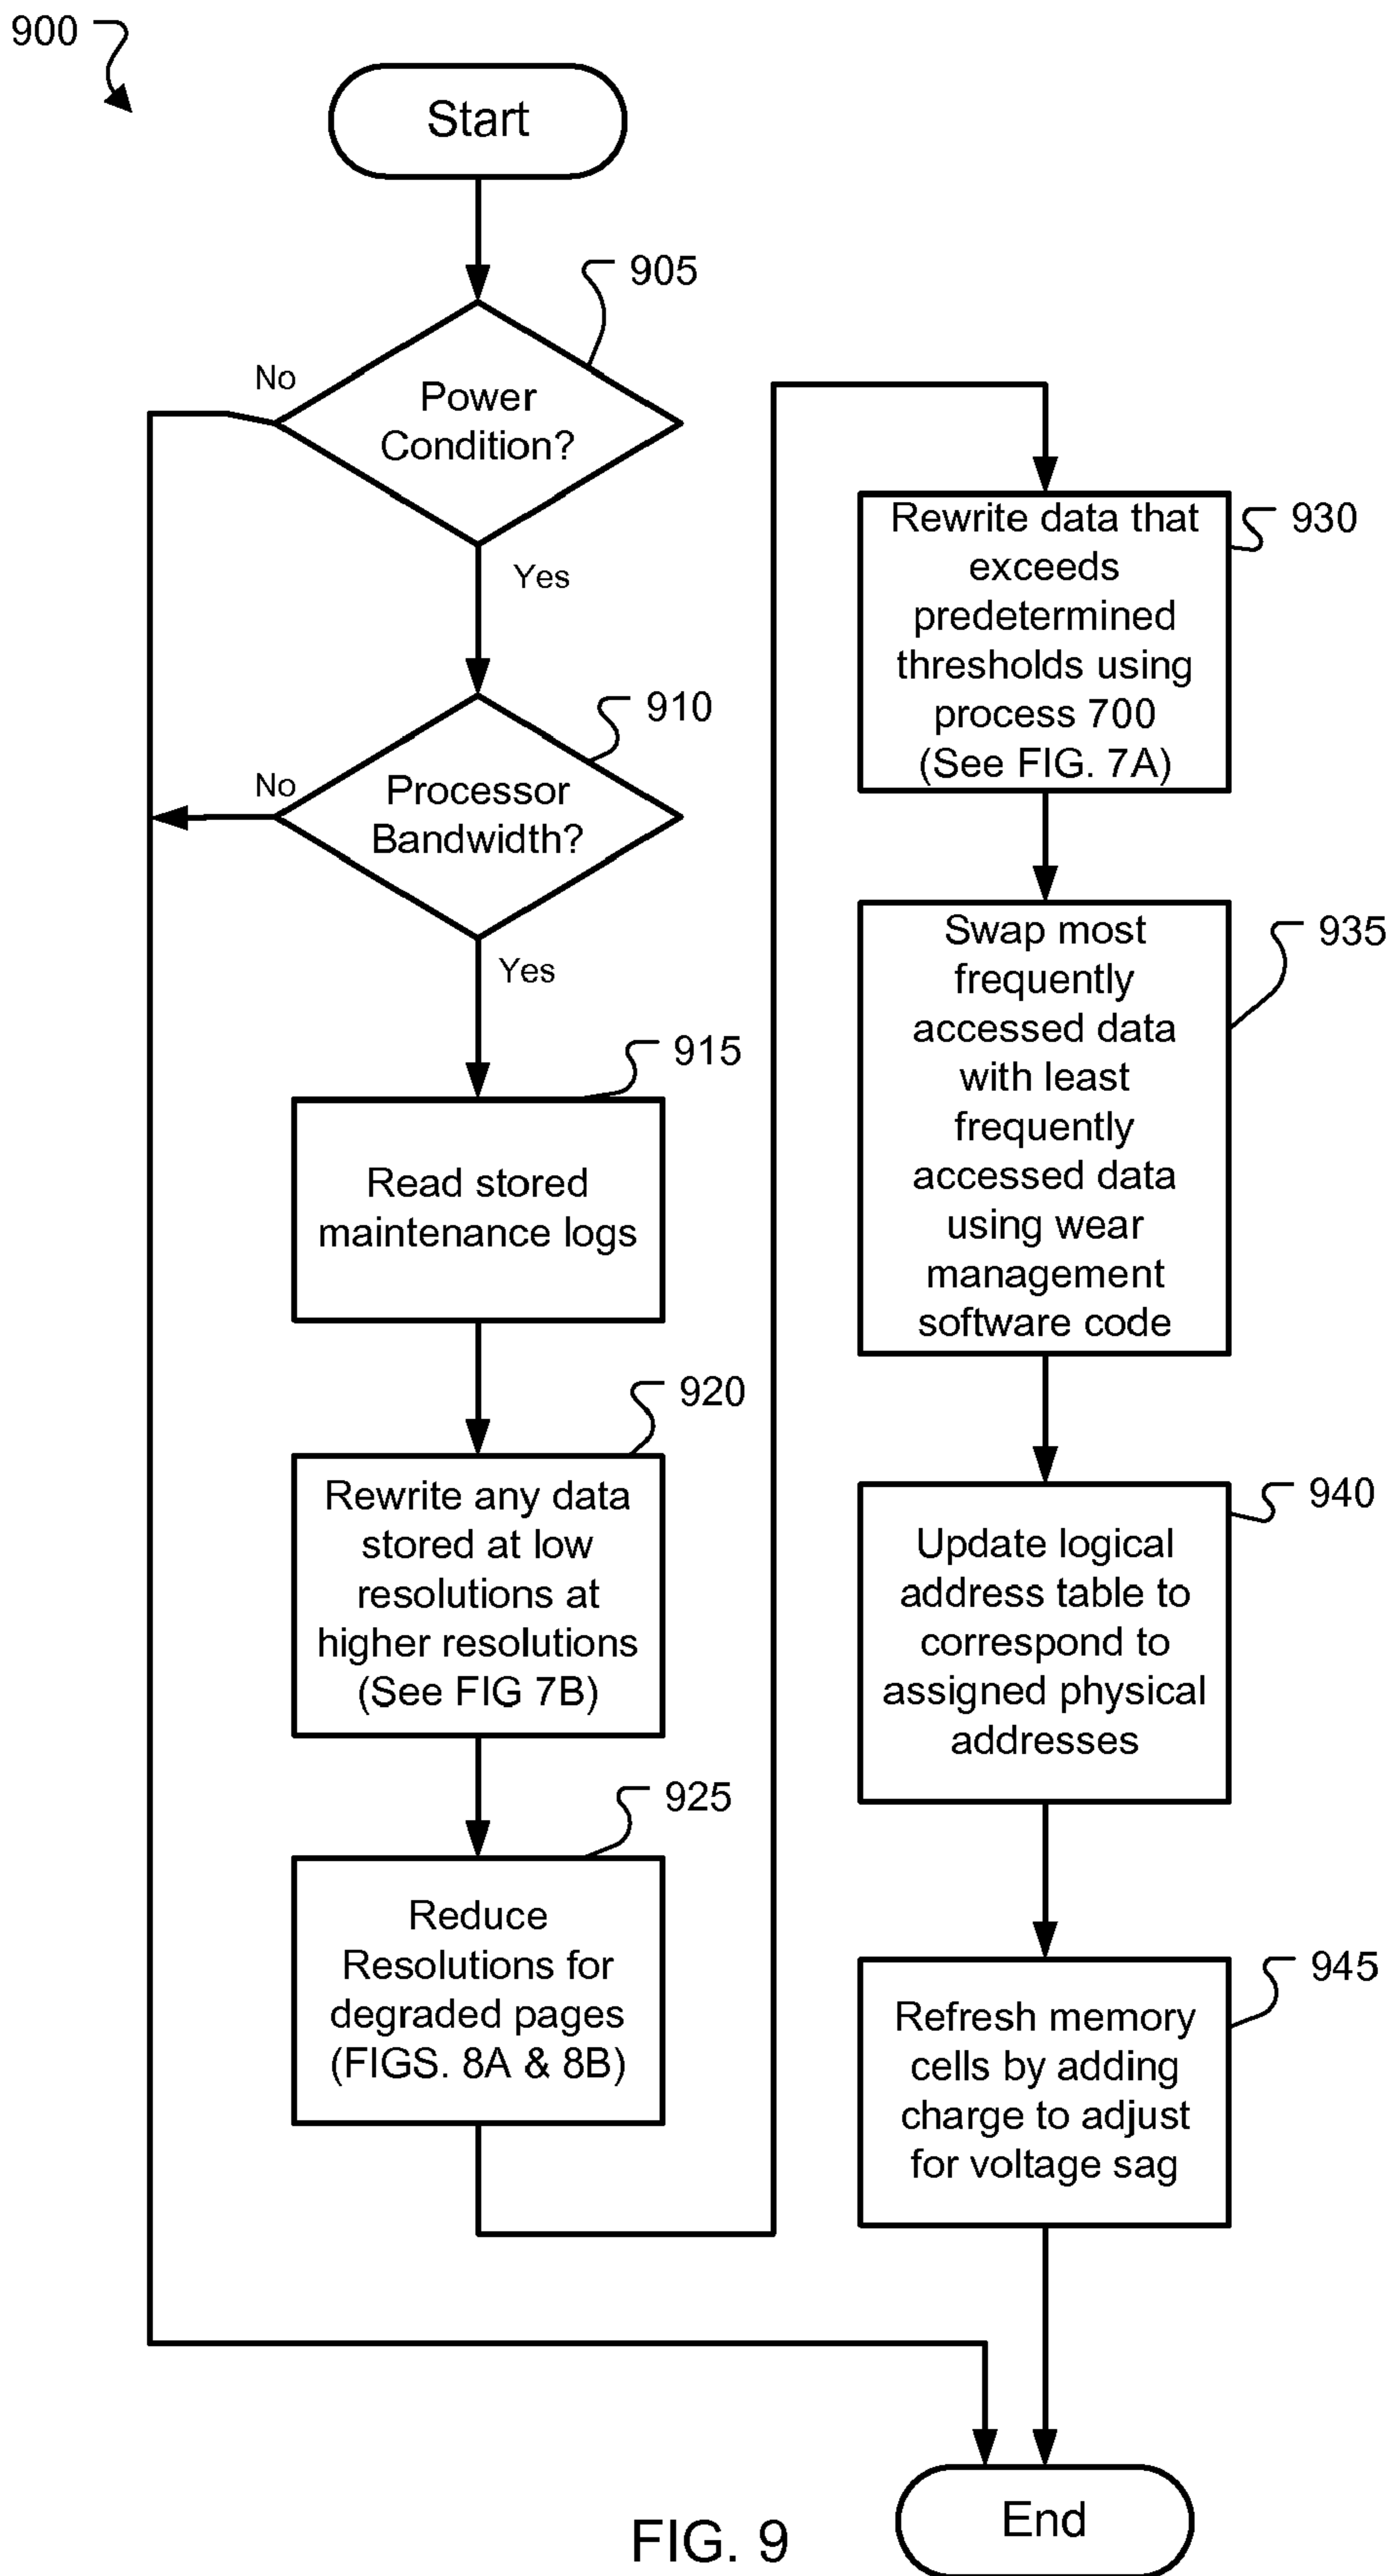 900
Start
905
No
Power
Condition?
Yes
910
No
Processor
Bandwidth?
Yes
915
Read stored
maintenance logs
920
Rewrite any data
stored at low
resolutions at
higher resolutions
(See FIG 7B)
925
Reduce
Resolutions for
degraded pages
(FIGS. 8A & 8B)
930
Rewrite data that
exceeds
predetermined
thresholds using
process 700
(See FIG. 7A)
935
Swap most
frequently
accessed data
with least
frequently
accessed data
using wear
management
software code
940
Update logical
address table to
correspond to
assigned physical
addresses
945
Refresh memory
cells by adding
charge to adjust
for voltage sag
End
FIG. 9